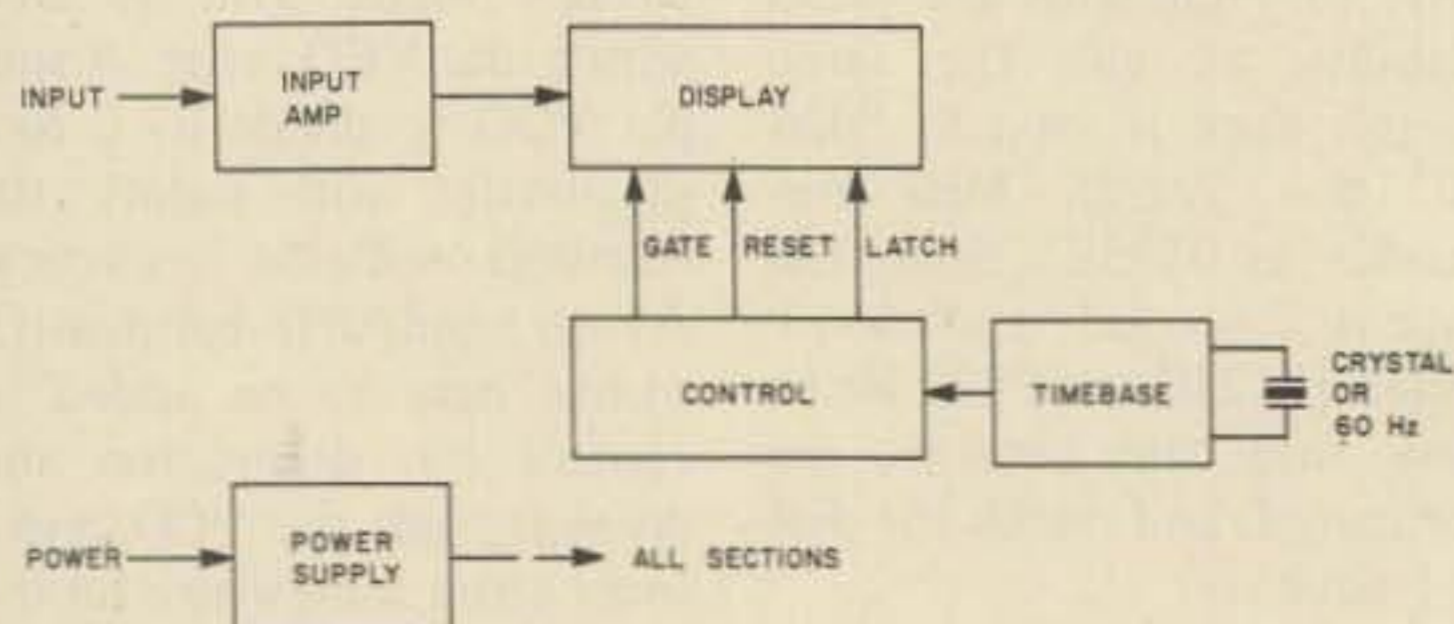 INPUT
INPUT
AMP
DISPLAY
GATE
RESET
LATCH
CONTROL
TIMEBASE
CRYSTAL
OR
60 Hz
POWER
POWER
SUPPLY
ALL SECTIONS